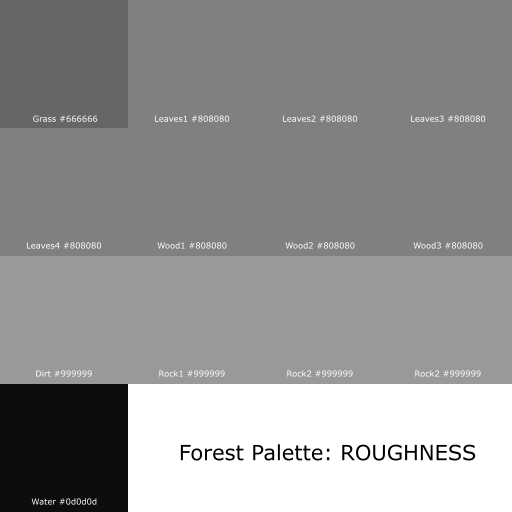 Grass #666666
Leaves1 #808080
Leaves2 #808080
Leaves3 #808080
Leaves4 #808080
Wood1 #808080
Wood2 #808080
Wood3 #808080
Dirt #999999
Rock1 #999999
Rock2 #999999
Rock2 #999999
Forest Palette: ROUGHNESS
Water #0d0d0d